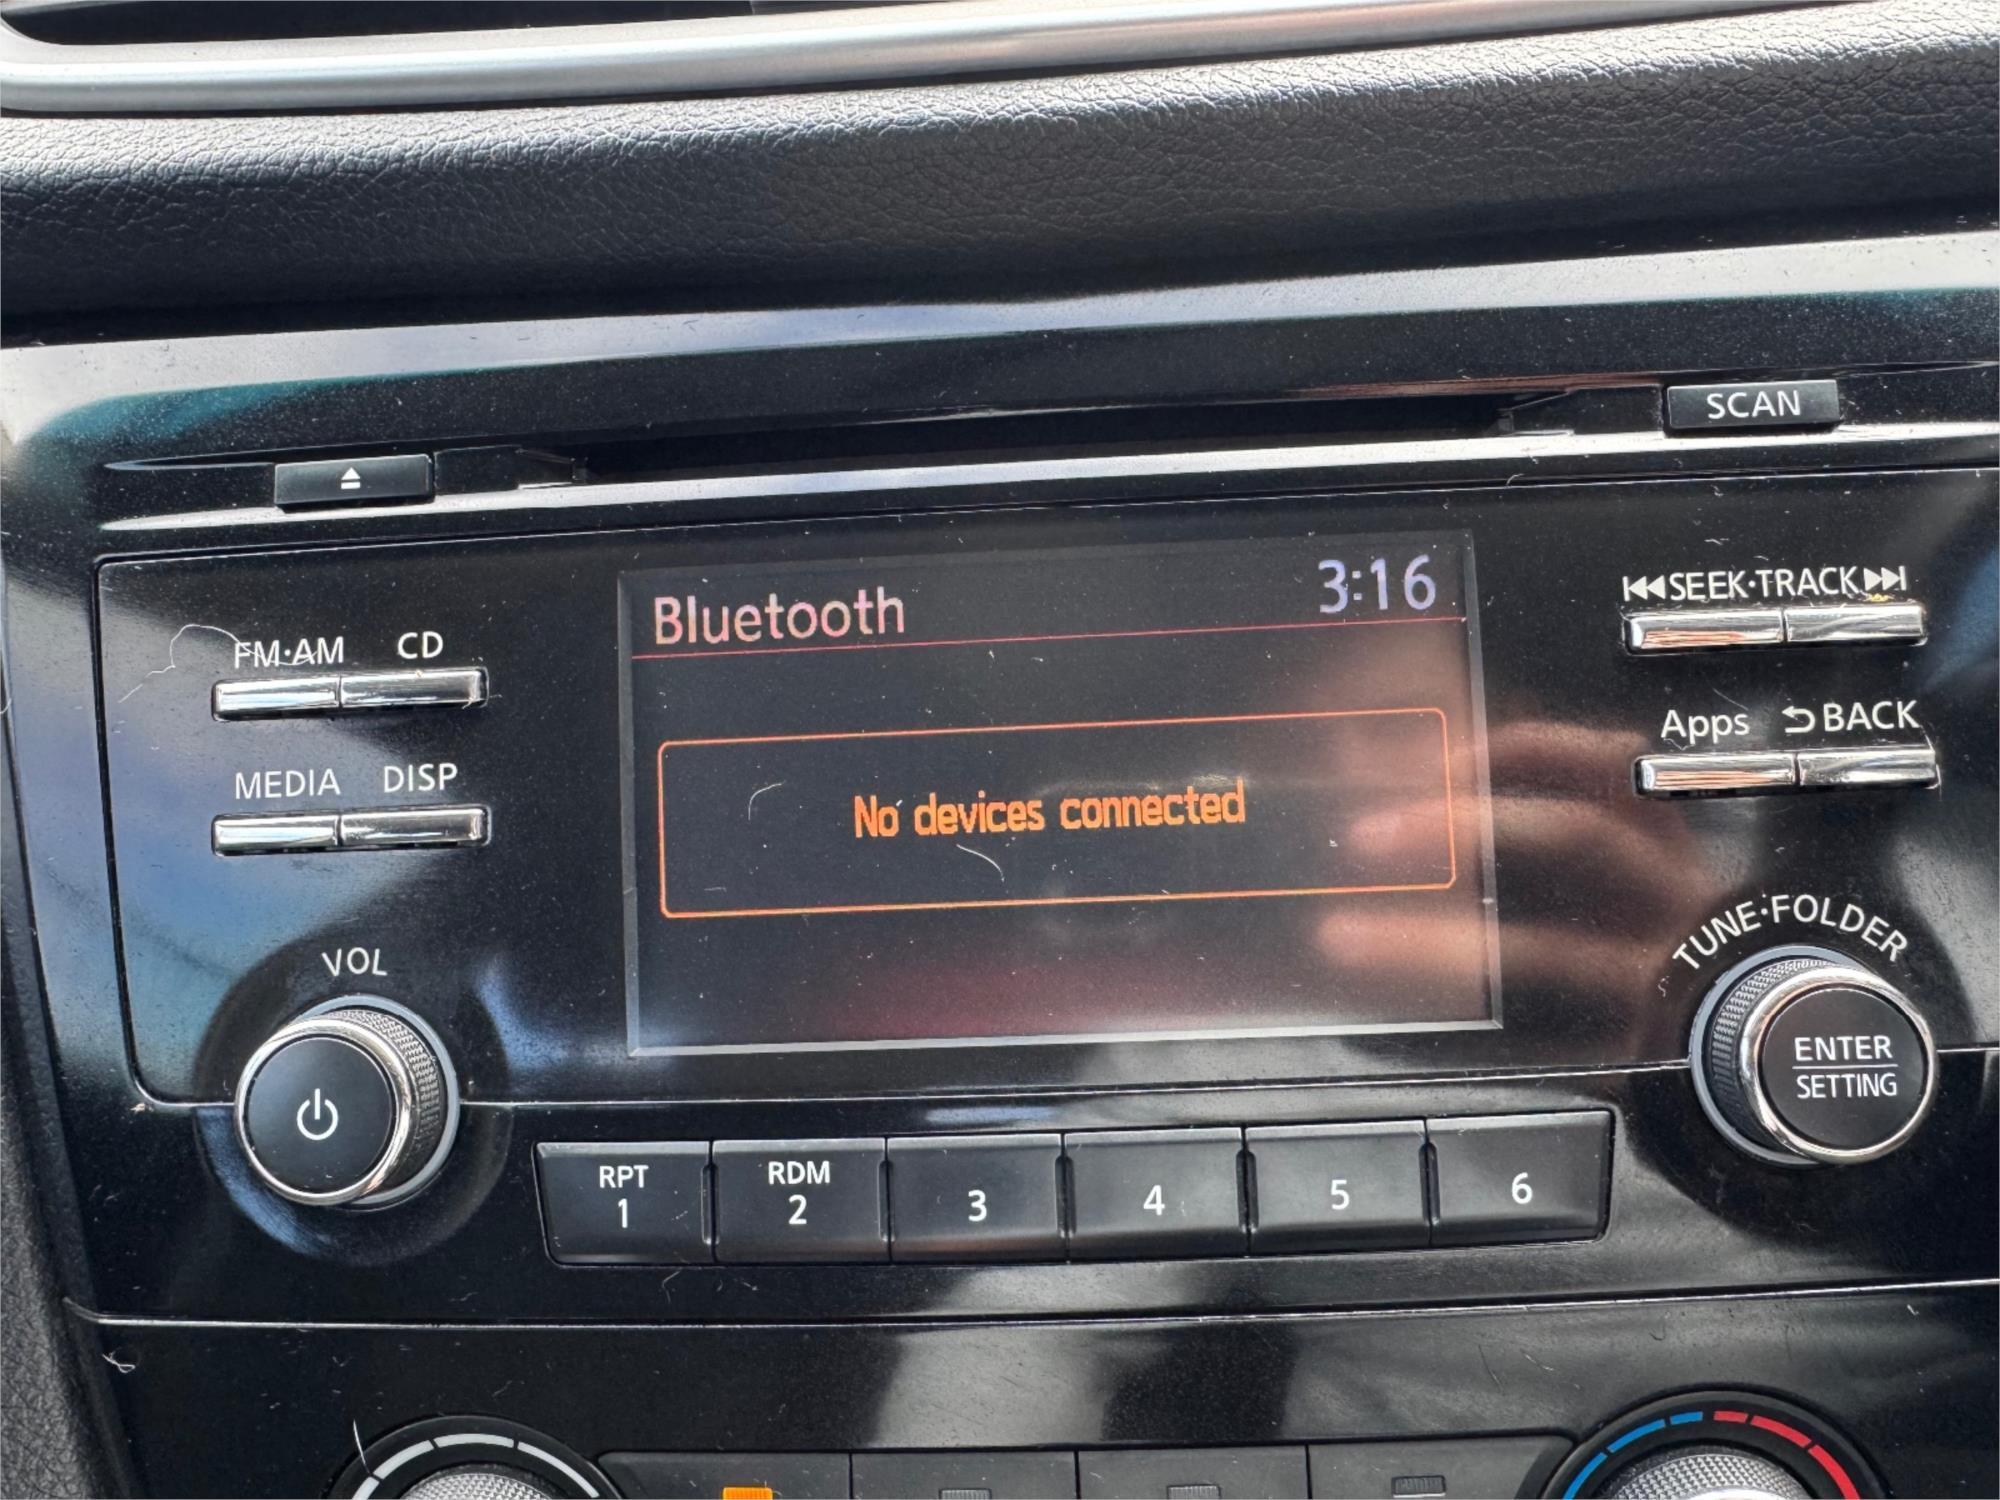 SCAN
Bluetooth 3:16
No devices connected
FM·AM CD
MEDIA DISP
VOL
SEEK·TRACK
Apps BACK
TUNE·FOLDER
ENTER
SETTING
RPT
1
RDM
2
3
4
5
6